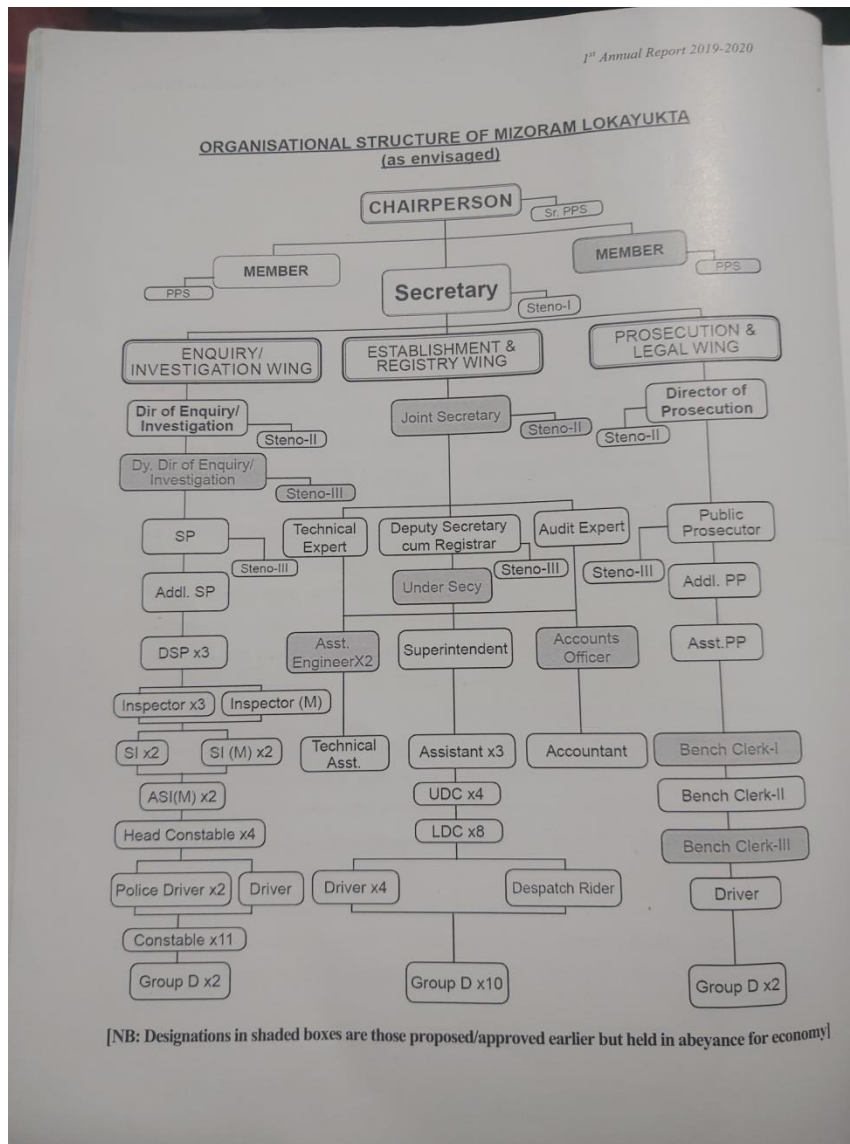 1st Annual Report 2019-2020
ORGANISATIONAL STRUCTURE OF MIZORAM LOKAYUKTA
(as envisaged)
CHAIRPERSON
Sr. PPS
MEMBER
PPS
MEMBER
PPS
Secretary
Steno-I
ENQUIRY/
INVESTIGATION WING
ESTABLISHMENT &
REGISTRY WING
PROSECUTION &
LEGAL WING
Dir of Enquiry/
Investigation
Steno-II
Joint Secretary
Steno-II
Director of
Prosecution
Steno-II
Dy. Dir of Enquiry/
Investigation
Steno-III
SP
Steno-III
Technical
Expert
Deputy Secretary
cum Registrar
Steno-III
Audit Expert
Public
Prosecutor
Steno-III
Addl. SP
Under Secy
Addl. PP
DSP x3
Asst.
EngineerX2
Superintendent
Accounts
Officer
Asst.PP
Inspector x3
Inspector (M)
SI x2
SI (M) x2
Technical
Asst.
Assistant x3
Accountant
Bench Clerk-I
ASI(M) x2
UDC x4
Bench Clerk-II
Head Constable x4
LDC x8
Bench Clerk-III
Police Driver x2
Driver
Driver x4
Despatch Rider
Driver
Constable x11
Group D x2
Group D x10
Group D x2
[NB: Designations in shaded boxes are those proposed/approved earlier but held in abeyance for economy]